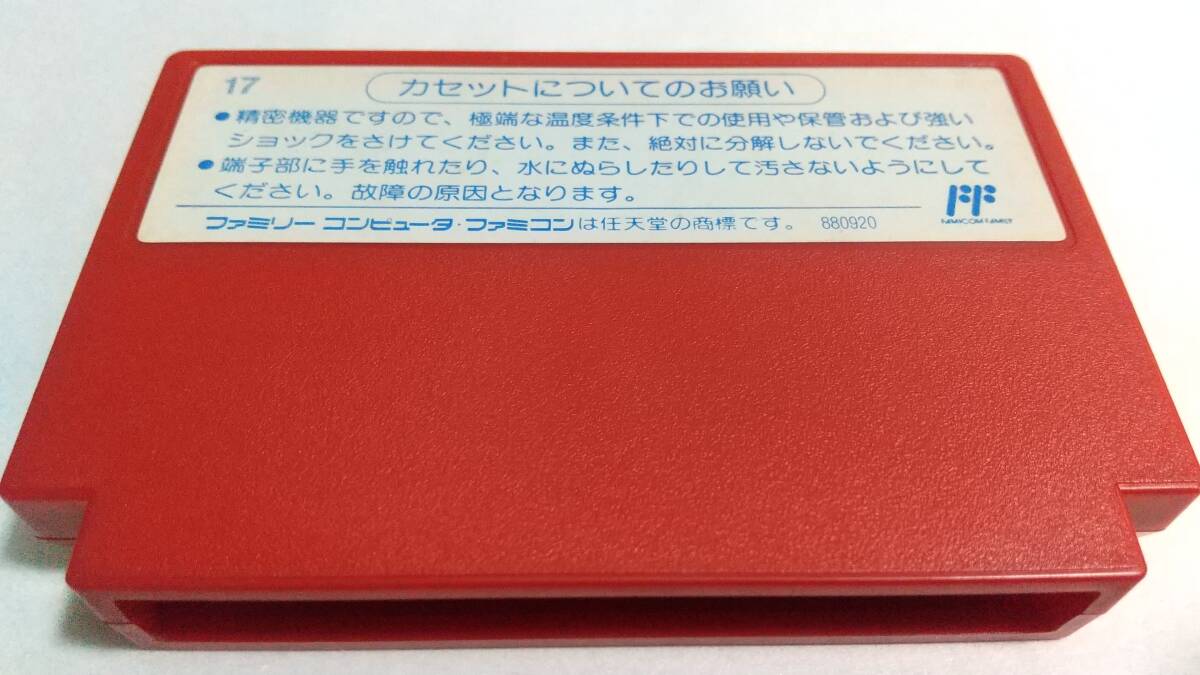 17
カセットについてのお願い
●精密機器ですので、極端な温度条件下での使用や保管および強い
ショックをさけてください。また、絶対に分解しないでください。
●端子部に手を触れたり、水にぬらしたりして汚さないようにして
ください。故障の原因となります。
FF
FAMICOM FAMILY
ファミリー コンピュータ・ファミコンは任天堂の商標です。 880920